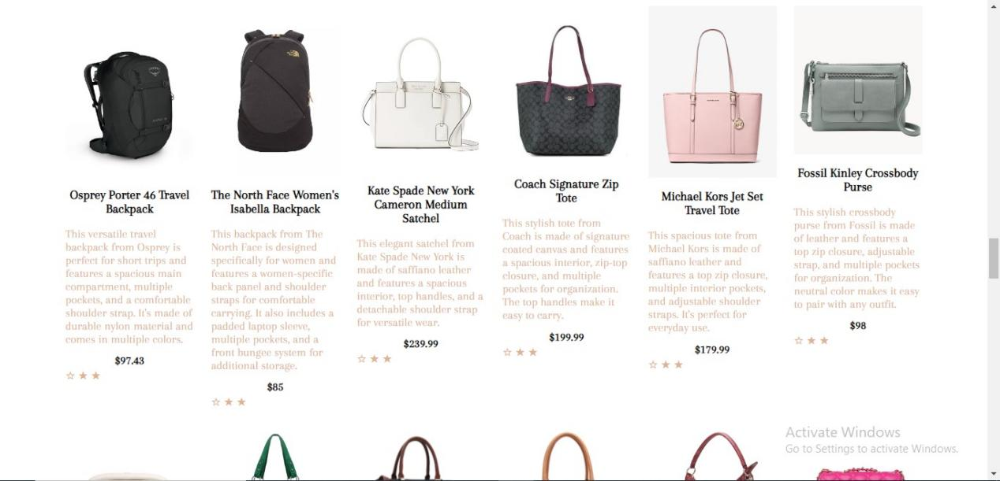 Osprey Porter 46 Travel
Backpack
This versatile travel
backpack from Osprey is
perfect for short trips and
features a spacious main
compartment, multiple
pockets, and a comfortable
shoulder strap. It's made of
durable nylon material and
comes in multiple colors.
$97.43
☆ ★ ★
The North Face Women's
Isabella Backpack
This backpack from The
North Face is designed
specifically for women and
features a women-specific
back panel and shoulder
straps for comfortable
carrying. It also includes a
padded laptop sleeve,
multiple pockets, and a
front bungee system for
additional storage.
$85
☆ ★ ★
Kate Spade New York
Cameron Medium
Satchel
This elegant satchel from
Kate Spade New York is
made of saffiano leather
and features a spacious
interior, top handles, and a
detachable shoulder strap
for versatile wear.
$239.99
☆ ★ ★
Coach Signature Zip
Tote
This stylish tote from
Coach is made of signature
coated canvas and features
a spacious interior, zip-top
closure, and multiple
pockets for organization.
The top handles make it
easy to carry.
$199.99
☆ ★ ★
Michael Kors Jet Set
Travel Tote
This spacious tote from
Michael Kors is made of
saffiano leather and
features a top zip closure,
multiple interior pockets,
and adjustable shoulder
straps. It's perfect for
everyday use.
$179.99
☆ ★ ★
Fossil Kinley Crossbody
Purse
This stylish crossbody
purse from Fossil is made
of leather and features a
top zip closure, adjustable
strap, and multiple pockets
for organization. The
neutral color makes it easy
to pair with any outfit.
$98
☆ ★ ★
Activate Windows
Go to Settings to activate Windows.